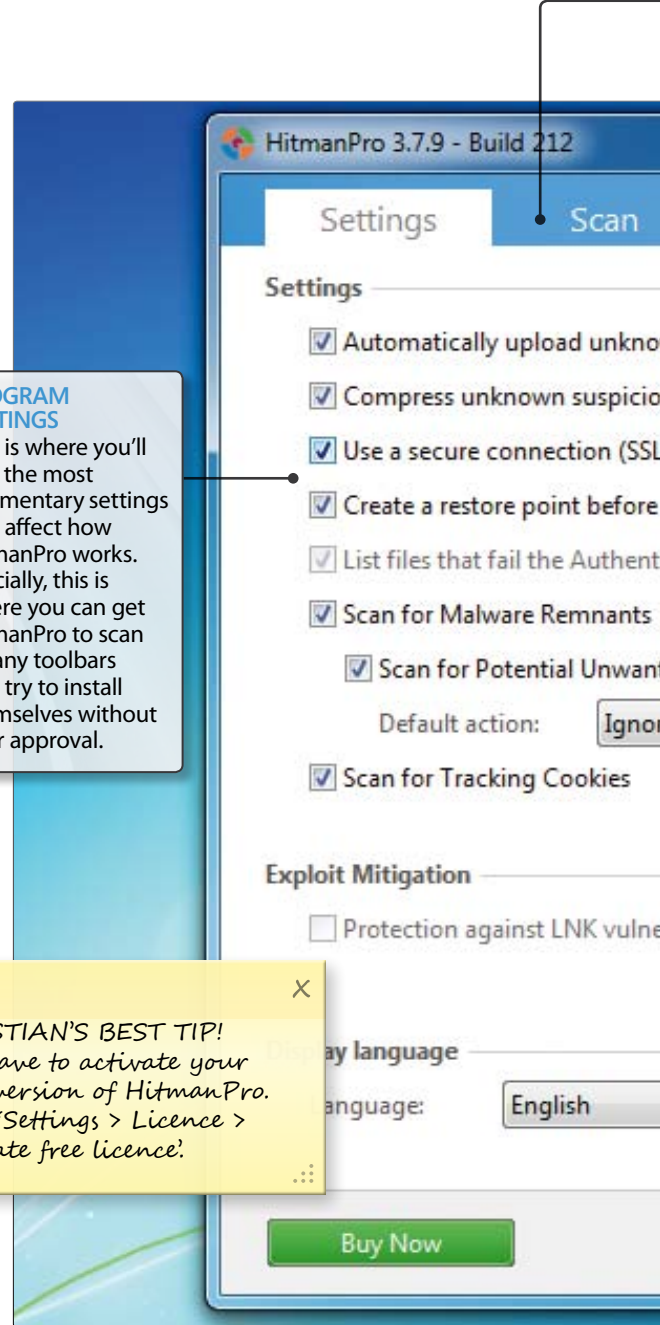 HitmanPro 3.7.9 - Build 212
Settings
Scan
Settings
Automatically upload unkno
Compress unknown suspicio
Use a secure connection (SSL
Create a restore point before
List files that fail the Authent
Scan for Malware Remnants
Scan for Potential Unwan
Default action:
Ignor
Scan for Tracking Cookies
Exploit Mitigation
Protection against LNK vulne
ay language
anguage:
English
Buy Now
OGRAM
TINGS
is where you'll
the most
mentary settings
affect how
manPro works.
cially, this is
ere you can get
manPro to scan
any toolbars
try to install
mselves without
r approval.
STIAN'S BEST TIP!
ave to activate your
version of HitmanPro.
'Settings > Licence >
ate free licence'.